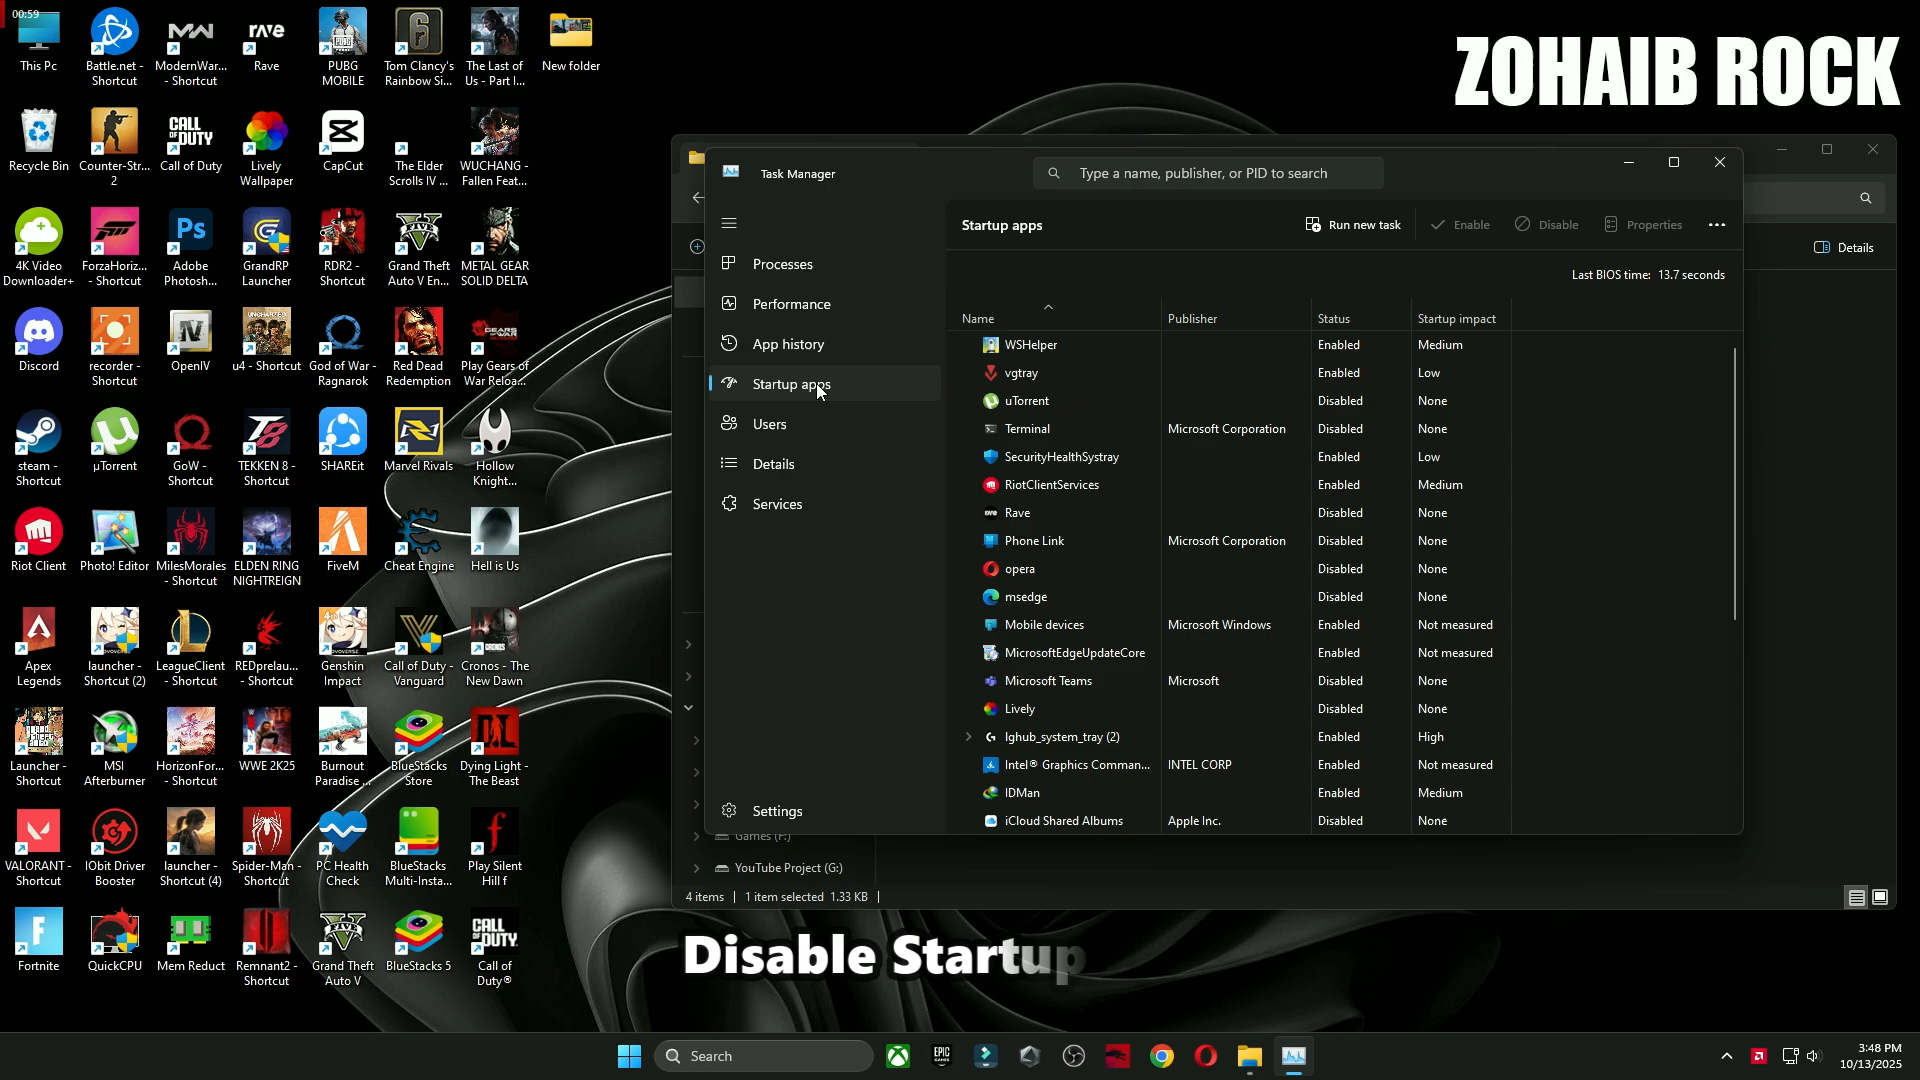 00:59
ZOHAIB ROCK
This Pc
Battle.net - Shortcut
ModernWar... - Shortcut
Rave
PUBG MOBILE
Tom Clancy's Rainbow Si...
The Last of Us - Part I...
New folder
Recycle Bin
Counter-Str... 2
Call of Duty
Lively Wallpaper
CapCut
The Elder Scrolls IV ...
WUCHANG - Fallen Feat...
4K Video Downloader+
ForzaHoriz... - Shortcut
Adobe Photosh...
GrandRP Launcher
RDR2 - Shortcut
Grand Theft Auto V En...
METAL GEAR SOLID DELTA
Discord
recorder - Shortcut
OpenIV
u4 - Shortcut
God of War - Ragnarok
Red Dead Redemption
Play Gears of War Reloa...
steam - Shortcut
µTorrent
GoW - Shortcut
TEKKEN 8 - Shortcut
SHAREit
Marvel Rivals
Hollow Knight...
Riot Client
Photo! Editor
MilesMorales - Shortcut
ELDEN RING NIGHTREIGN
FiveM
Cheat Engine
Hell is Us
Apex Legends
launcher - Shortcut (2)
LeagueClient - Shortcut
REDprelau... - Shortcut
Genshin Impact
Call of Duty - Vanguard
Cronos - The New Dawn
Launcher - Shortcut
MSI Afterburner
HorizonFor... - Shortcut
WWE 2K25
Burnout Paradise ...
BlueStacks Store
Dying Light - The Beast
VALORANT - Shortcut
IObit Driver Booster
launcher - Shortcut (4)
Spider-Man - Shortcut
PC Health Check
BlueStacks Multi-Insta...
Play Silent Hill f
Fortnite
QuickCPU
Mem Reduct
Remnant2 - Shortcut
Grand Theft Auto V
BlueStacks 5
Call of Duty®
Task Manager
Type a name, publisher, or PID to search
Processes
Performance
App history
Startup apps
Users
Details
Services
Settings
Startup apps
Run new task
Enable
Disable
Properties
Details
Last BIOS time: 13.7 seconds
Name Publisher Status Startup impact
WSHelper Enabled Medium
vgtray Enabled Low
uTorrent Disabled None
Terminal Microsoft Corporation Disabled None
SecurityHealthSystray Enabled Low
RiotClientServices Enabled Medium
Rave Disabled None
Phone Link Microsoft Corporation Disabled None
opera Disabled None
msedge Disabled None
Mobile devices Microsoft Windows Enabled Not measured
MicrosoftEdgeUpdateCore Enabled Not measured
Microsoft Teams Microsoft Disabled None
Lively Disabled None
lghub_system_tray (2) Enabled High
Intel® Graphics Comman... INTEL CORP Enabled Not measured
IDMan Enabled Medium
iCloud Shared Albums Apple Inc. Disabled None
Games (F:)
YouTube Project (G:)
4 items 1 item selected 1.33 KB
Disable Startup
Search
3:48 PM
10/13/2025